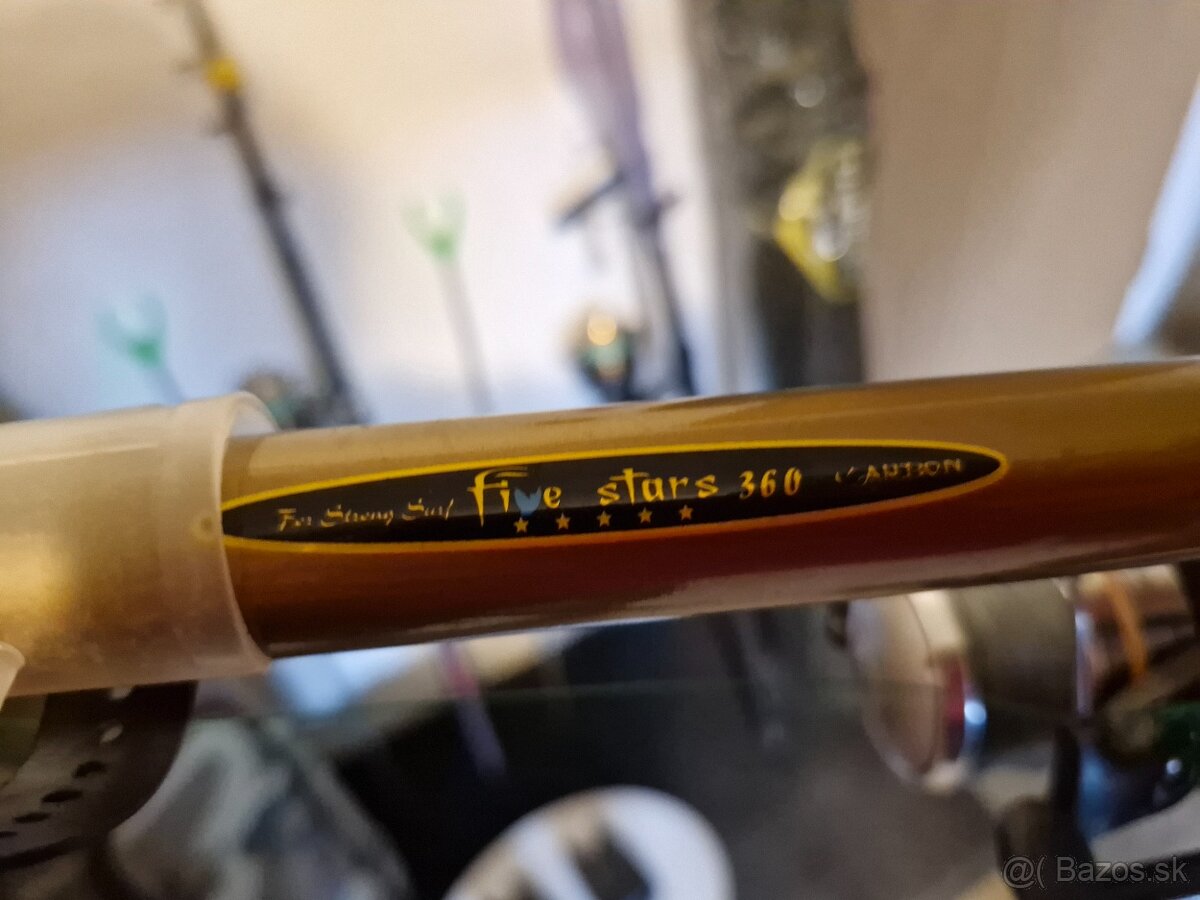 For Strong Surf five stars 360 CARBON
@( Bazos.sk